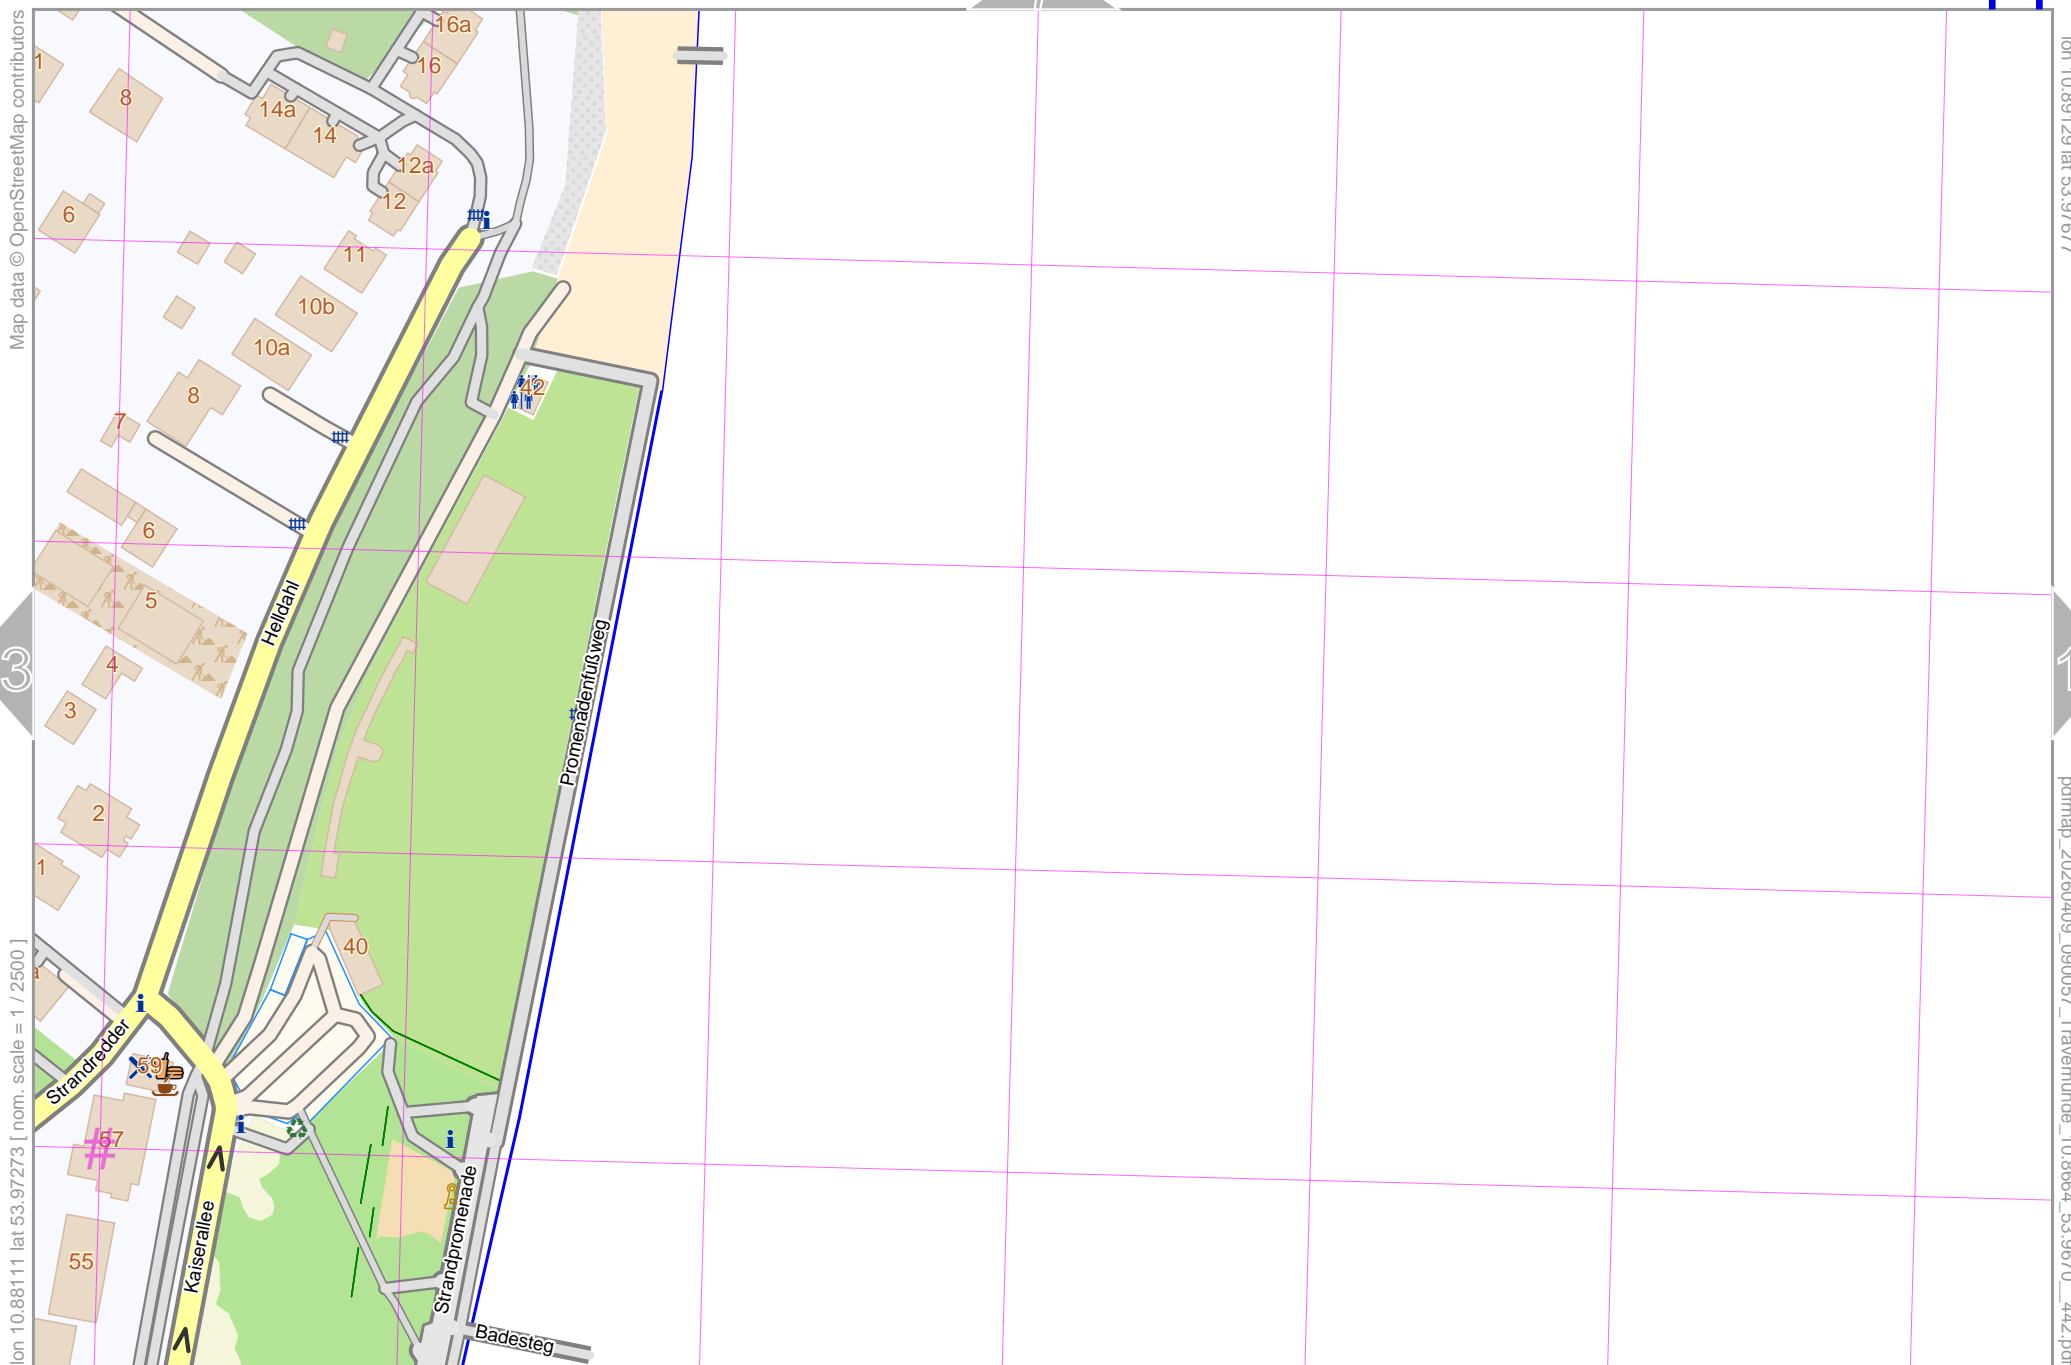 Map data © OpenStreetMap contributors
lon 10.88111 lat 53.97273 [ nom. scale = 1 / 2500 ]
16a
16
1
8
14a
14
12a
12
6
i
11
10b
10a
8
42
7
6
5
Helldahl
4
3
3
Promenadenfußweg
2
1
40
a
i
Strandredder
59
i
57
#
i
Kaiserallee
55
Strandpromenade
Badesteg
1